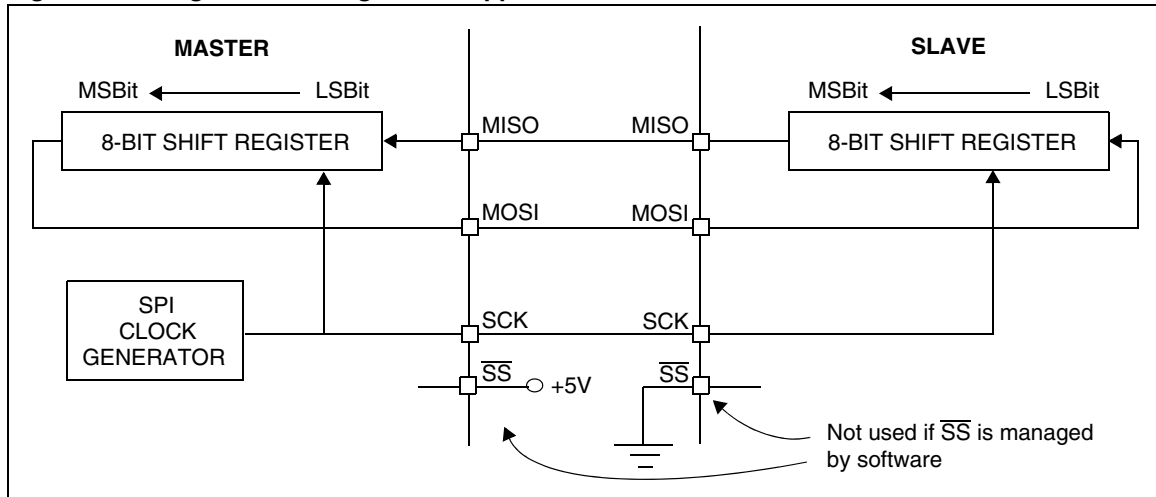 MASTER
SLAVE
MSBit
LSBit
MSBit
LSBit
8-BIT SHIFT REGISTER
MISO
MISO
8-BIT SHIFT REGISTER
MOSI
MOSI
SPI
CLOCK
GENERATOR
SCK
SCK
SS
+5V
SS
Not used if SS is managed
by software